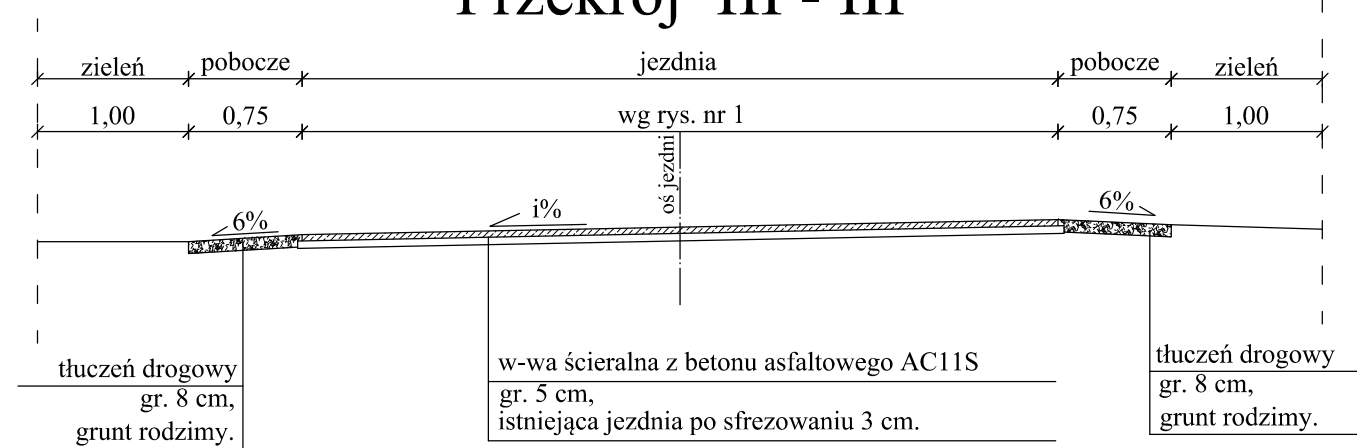 Przekrój III - III
zieleń pobocze jezdnia pobocze zieleń
1,00 0,75 wg rys. nr 1 0,75 1,00
oś jezdni
6% i% 6%
tłuczeń drogowy
gr. 8 cm,
grunt rodzimy.
w-wa ścieralna z betonu asfaltowego AC11S
gr. 5 cm,
istniejąca jezdnia po sfrezowaniu 3 cm.
tłuczeń drogowy
gr. 8 cm,
grunt rodzimy.